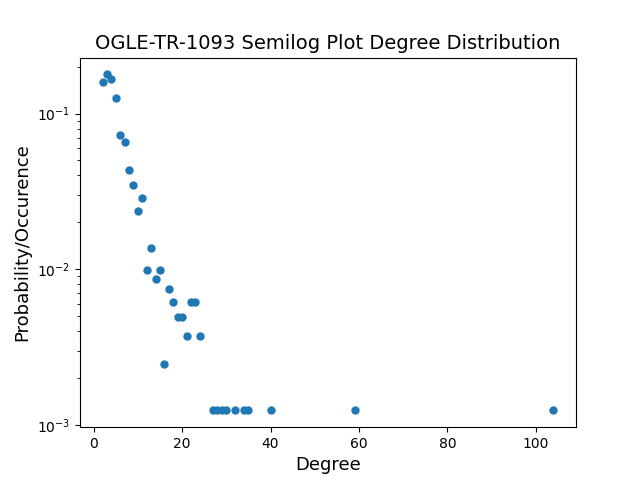 OGLE-TR-1093 Semilog Plot Degree Distribution
Probability/Occurence
10⁻¹
10⁻²
10⁻³
0 20 40 60 80 100
Degree